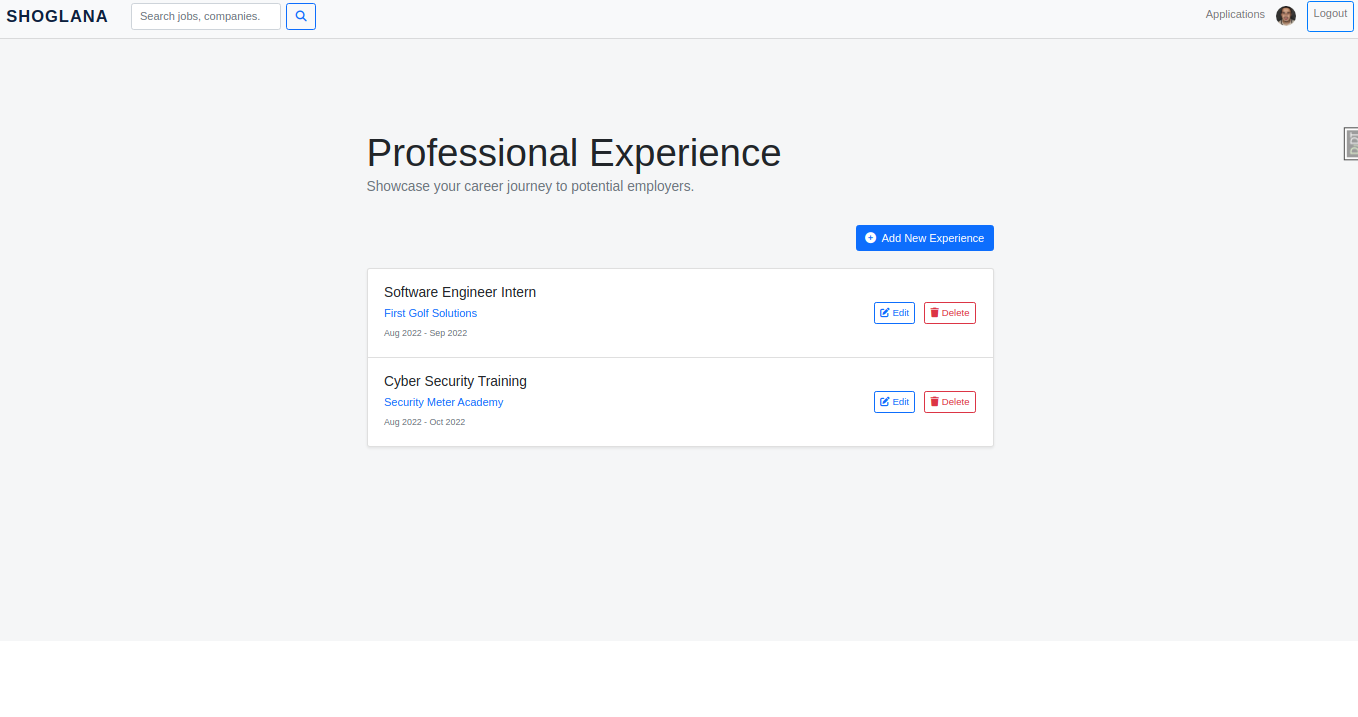 SHOGLANA
Search jobs, companies.
Applications
Logout
Professional Experience
Showcase your career journey to potential employers.
Add New Experience
Software Engineer Intern
First Golf Solutions
Aug 2022 - Sep 2022
Edit
Delete
Cyber Security Training
Security Meter Academy
Aug 2022 - Oct 2022
Edit
Delete